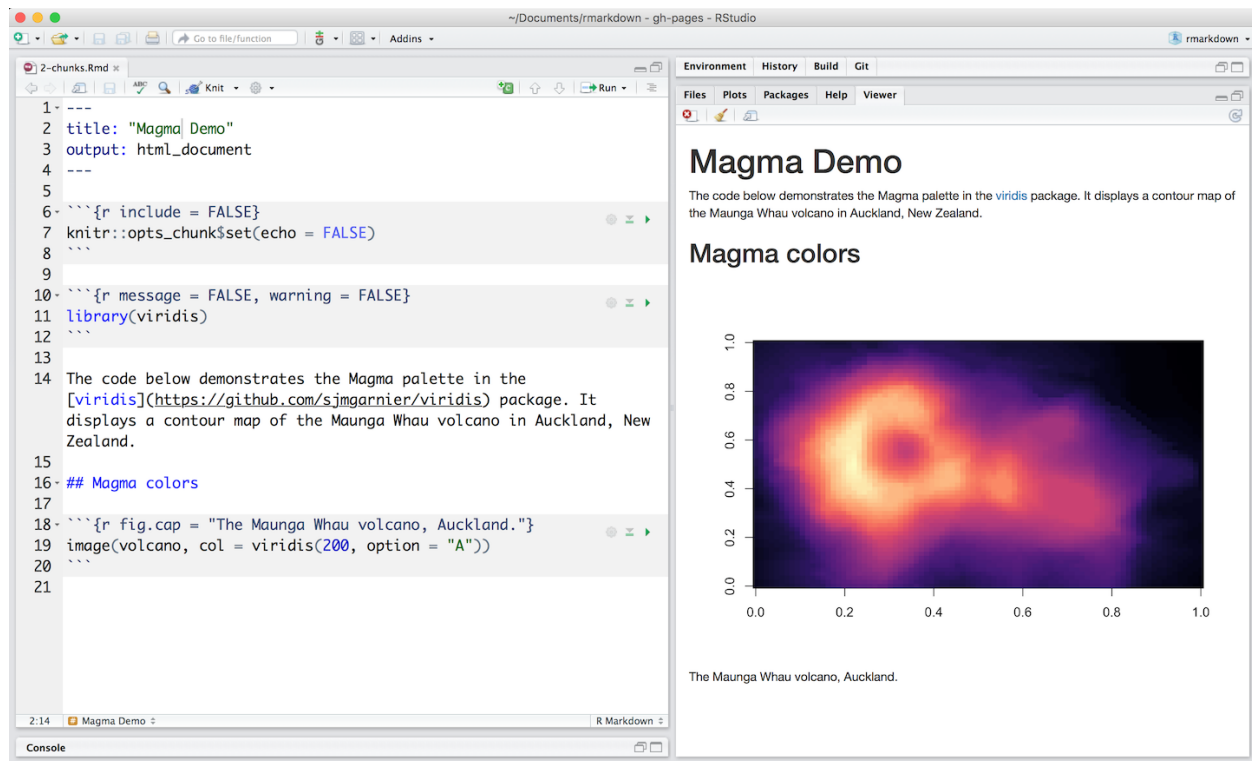 ~/Documents/rmarkdown - gh-pages - RStudio
Go to file/function
Addins
rmarkdown
2-chunks.Rmd
ABC
Knit
Run
1 ---
2 title: "Magma Demo"
3 output: html_document
4 ---
5
6 ```{r include = FALSE}
7 knitr::opts_chunk$set(echo = FALSE)
8 ```
9
10 ```{r message = FALSE, warning = FALSE}
11 library(viridis)
12 ```
13
14 The code below demonstrates the Magma palette in the
[viridis](https://github.com/sjmgarnier/viridis) package. It
displays a contour map of the Maunga Whau volcano in Auckland, New
Zealand.
15
16 ## Magma colors
17
18 ```{r fig.cap = "The Maunga Whau volcano, Auckland."}
19 image(volcano, col = viridis(200, option = "A"))
20 ```
21
2:14 # Magma Demo R Markdown
Console
Environment History Build Git
Files Plots Packages Help Viewer
Magma Demo
The code below demonstrates the Magma palette in the viridis package. It displays a contour map of
the Maunga Whau volcano in Auckland, New Zealand.
Magma colors
1.0
0.8
0.6
0.4
0.2
0.0
0.0 0.2 0.4 0.6 0.8 1.0
The Maunga Whau volcano, Auckland.